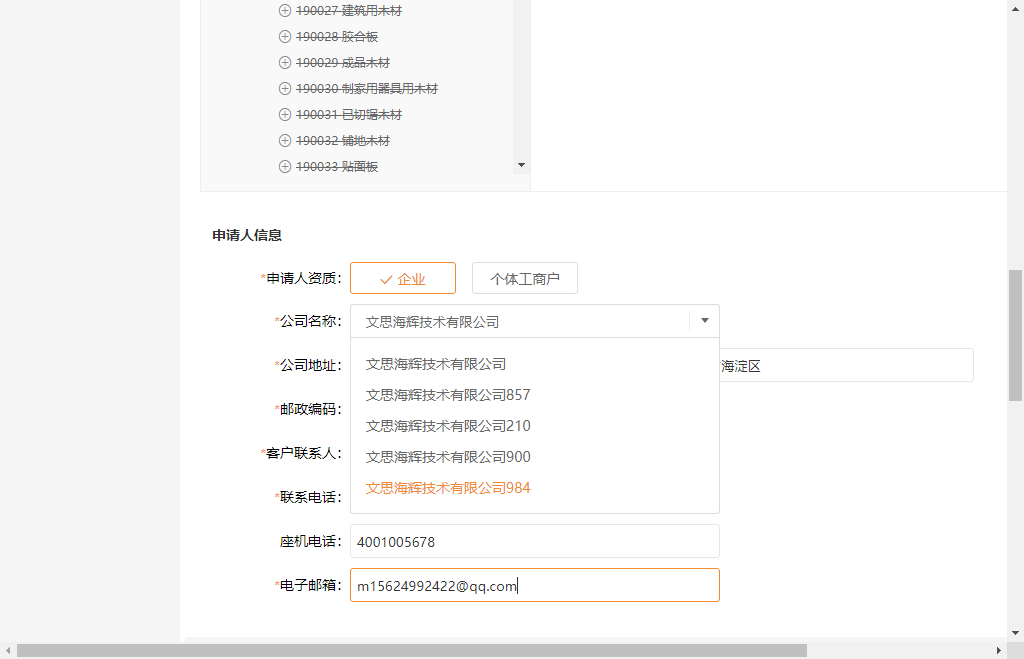 190027 建筑用木材
190028 胶合板
190029 成品木材
190030 制家用器具用木材
190031 已切锯木材
190032 铺地木材
190033 贴面板
申请人信息
*申请人资质： 企业 个体工商户
*公司名称： 文思海辉技术有限公司
*公司地址： 海淀区
文思海辉技术有限公司
文思海辉技术有限公司857
*邮政编码：
文思海辉技术有限公司210
*客户联系人： 文思海辉技术有限公司900
*联系电话： 文思海辉技术有限公司984
座机电话： 4001005678
*电子邮箱： m15624992422@qq.com